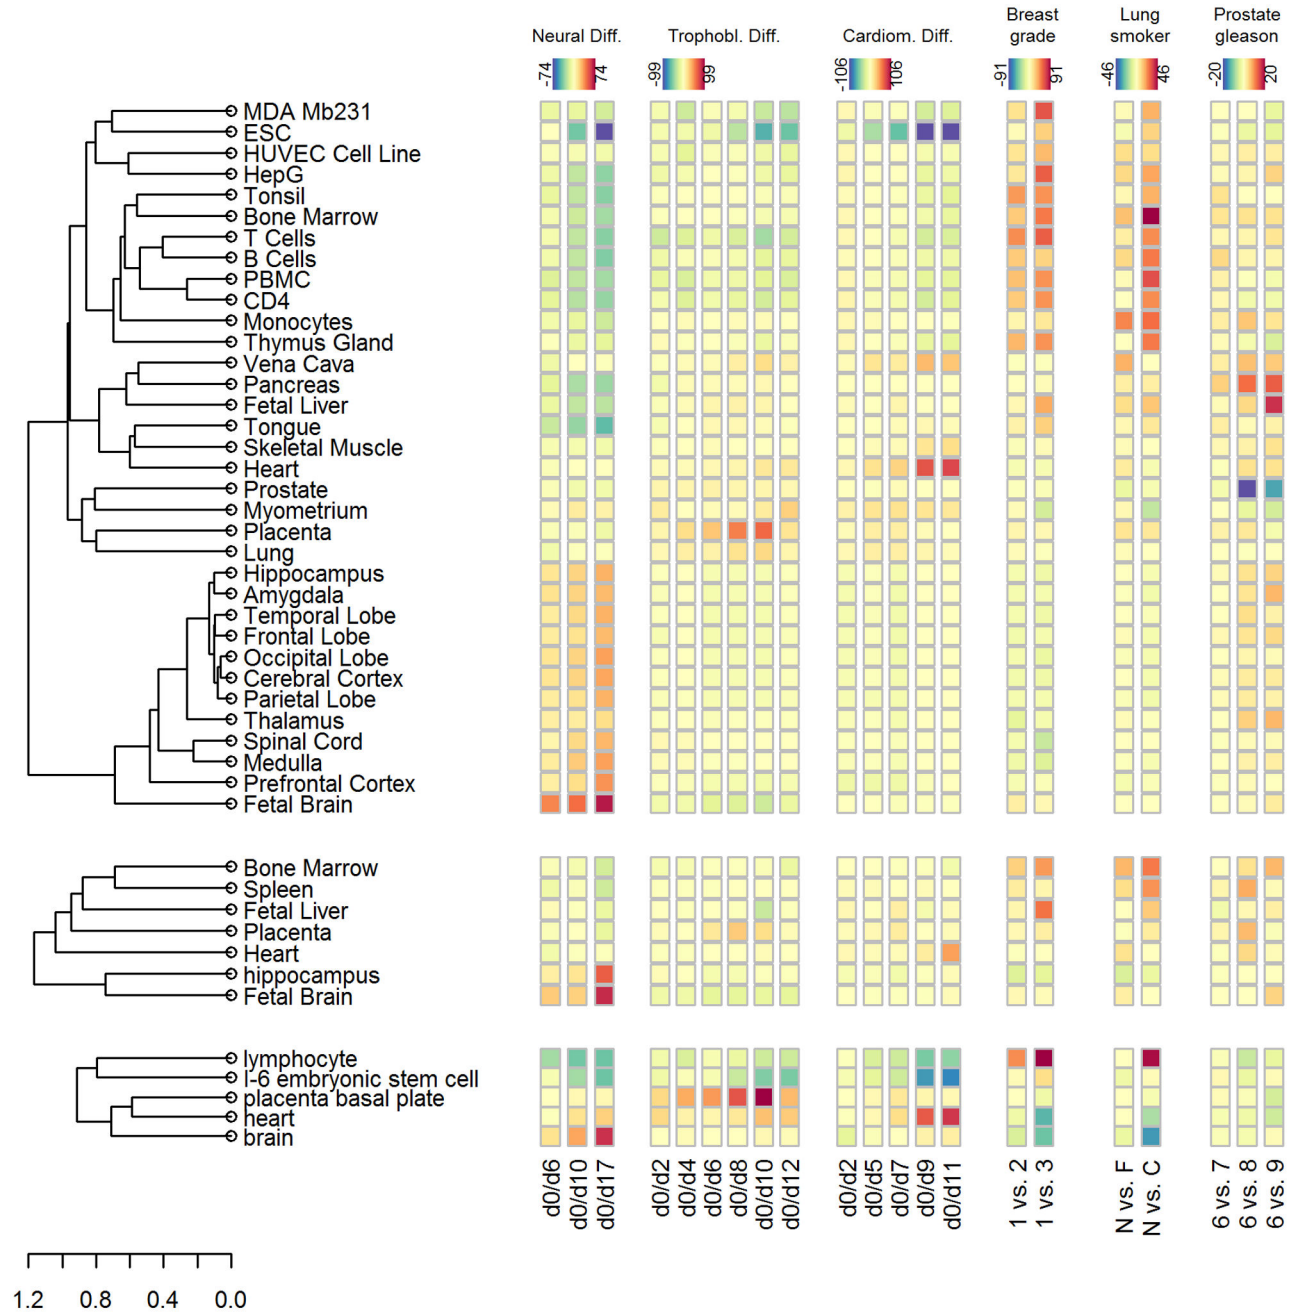 Breast
grade
Lung
smoker
Prostate
gleason
Neural Diff.
Trophobl. Diff.
Cardiom. Diff.
-74 74
-99 99
-106 106
-91 91
-46 46
-20 20
MDA Mb231
ESC
HUVEC Cell Line
HepG
Tonsil
Bone Marrow
T Cells
B Cells
PBMC
CD4
Monocytes
Thymus Gland
Vena Cava
Pancreas
Fetal Liver
Tongue
Skeletal Muscle
Heart
Prostate
Myometrium
Placenta
Lung
Hippocampus
Amygdala
Temporal Lobe
Frontal Lobe
Occipital Lobe
Cerebral Cortex
Parietal Lobe
Thalamus
Spinal Cord
Medulla
Prefrontal Cortex
Fetal Brain
Bone Marrow
Spleen
Fetal Liver
Placenta
Heart
hippocampus
Fetal Brain
lymphocyte
I-6 embryonic stem cell
placenta basal plate
heart
brain
d0/d6
d0/d10
d0/d17
d0/d2
d0/d4
d0/d6
d0/d8
d0/d10
d0/d12
d0/d2
d0/d5
d0/d7
d0/d9
d0/d11
1 vs. 2
1 vs. 3
N vs. F
N vs. C
6 vs. 7
6 vs. 8
6 vs. 9
1.2 0.8 0.4 0.0